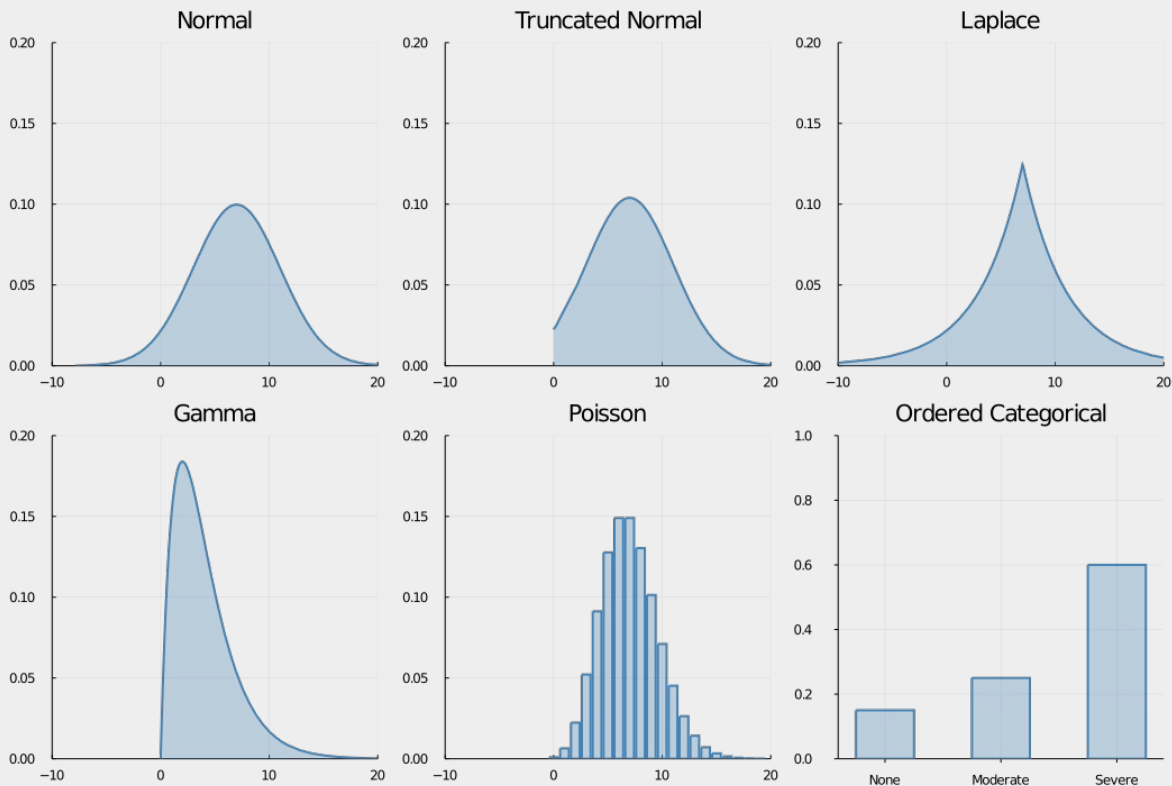 Normal
0.20
0.15
0.10
0.05
0.00
−10 0 10 20
Truncated Normal
0.20
0.15
0.10
0.05
0.00
−10 0 10 20
Laplace
0.20
0.15
0.10
0.05
0.00
−10 0 10 20
Gamma
0.20
0.15
0.10
0.05
0.00
−10 0 10 20
Poisson
0.20
0.15
0.10
0.05
0.00
−10 0 10 20
Ordered Categorical
1.0
0.8
0.6
0.4
0.2
0.0
None Moderate Severe